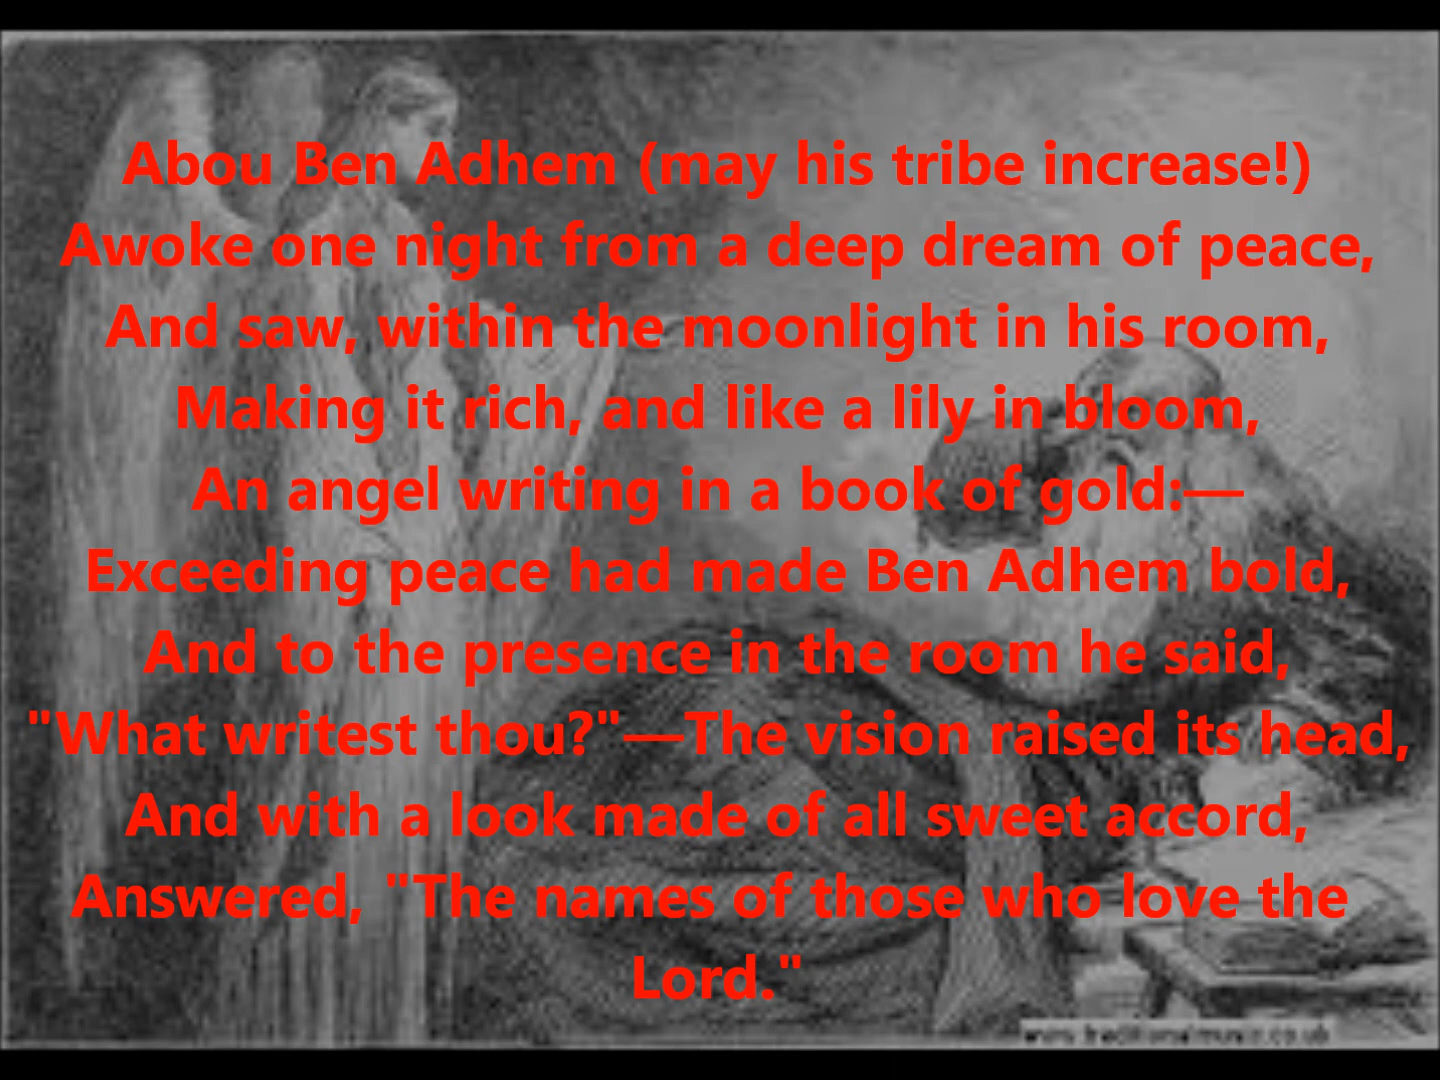 Abou Ben Adhem (may his tribe increase!)
Awoke one night from a deep dream of peace,
And saw, within the moonlight in his room,
Making it rich, and like a lily in bloom,
An angel writing in a book of gold:—
Exceeding peace had made Ben Adhem bold,
And to the presence in the room he said,
"What writest thou?"—The vision raised its head,
And with a look made of all sweet accord,
Answered, "The names of those who love the
Lord."
www.traditionalmusic.co.uk